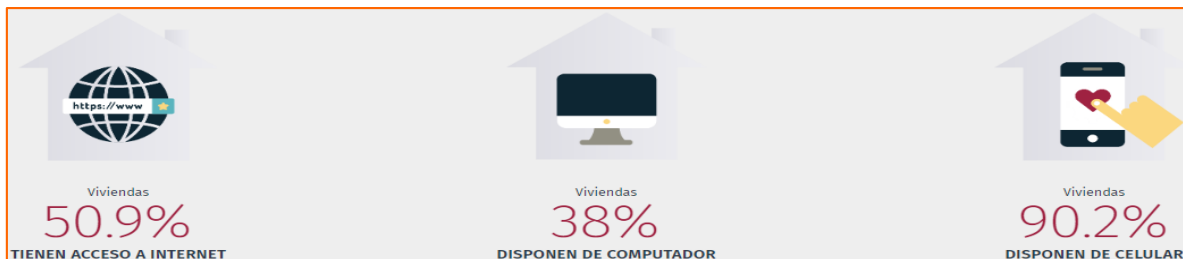 https://www
Viviendas
50.9%
TIENEN ACCESO A INTERNET
Viviendas
38%
DISPONEN DE COMPUTADOR
Viviendas
90.2%
DISPONEN DE CELULAR